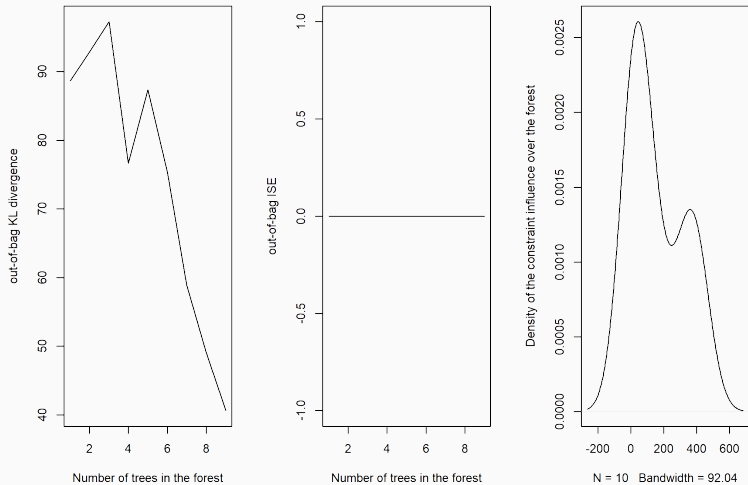 out-of-bag KL divergence
40
50
60
70
80
90
2 4 6 8
Number of trees in the forest
out-of-bag ISE
-1.0
-0.5
0.0
0.5
1.0
2 4 6 8
Number of trees in the forest
Density of the constraint influence over the forest
0.0000
0.0005
0.0010
0.0015
0.0020
0.0025
-200 0 200 400 600
N = 10 Bandwidth = 92.04